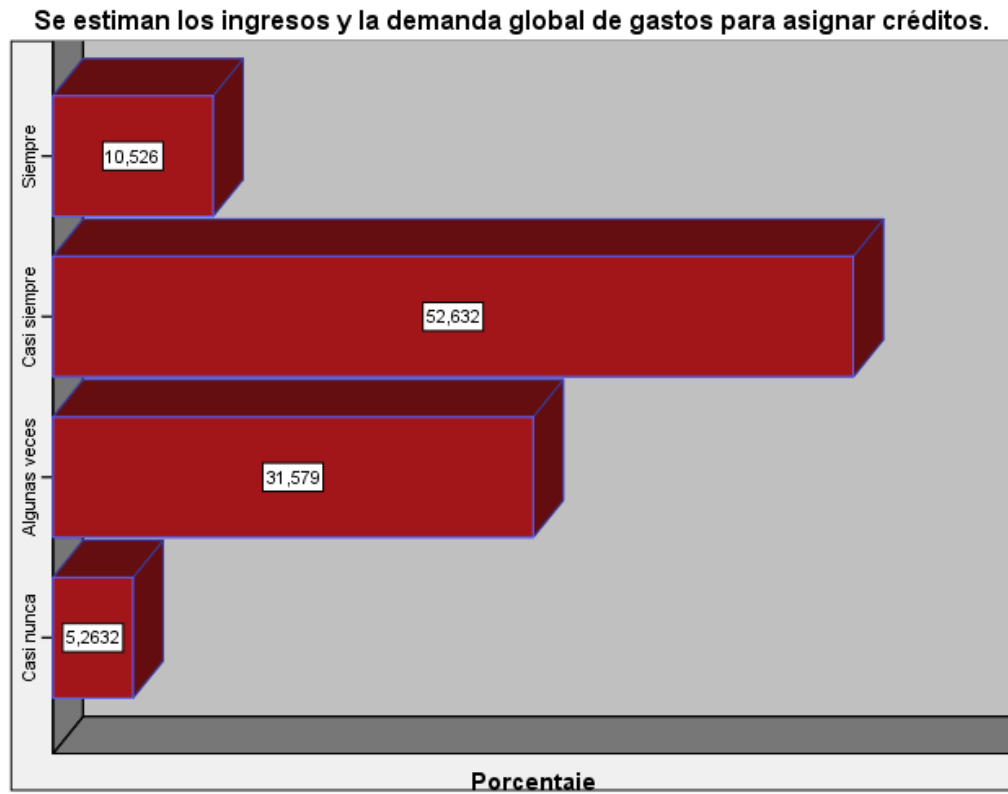 Se estiman los ingresos y la demanda global de gastos para asignar créditos.
Siempre
10,526
Casi siempre
52,632
Algunas veces
31,579
Casi nunca
5,2632
Porcentaje